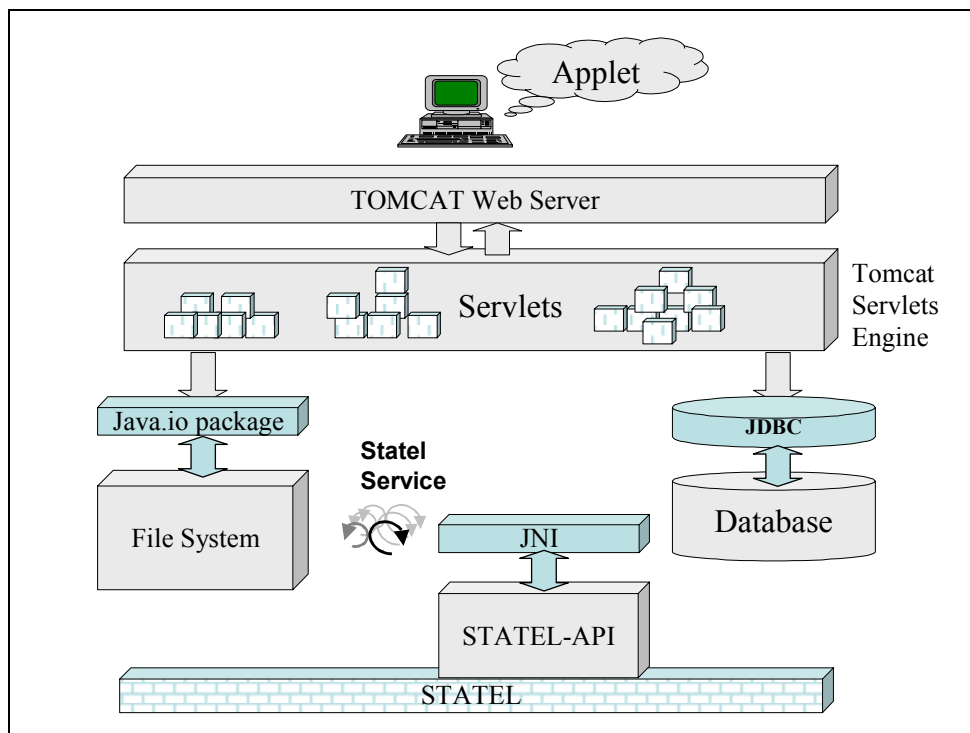 Applet
TOMCAT Web Server
Servlets
Tomcat
Servlets
Engine
Java.io package
JDBC
Statel
Service
File System
JNI
Database
STATEL-API
STATEL